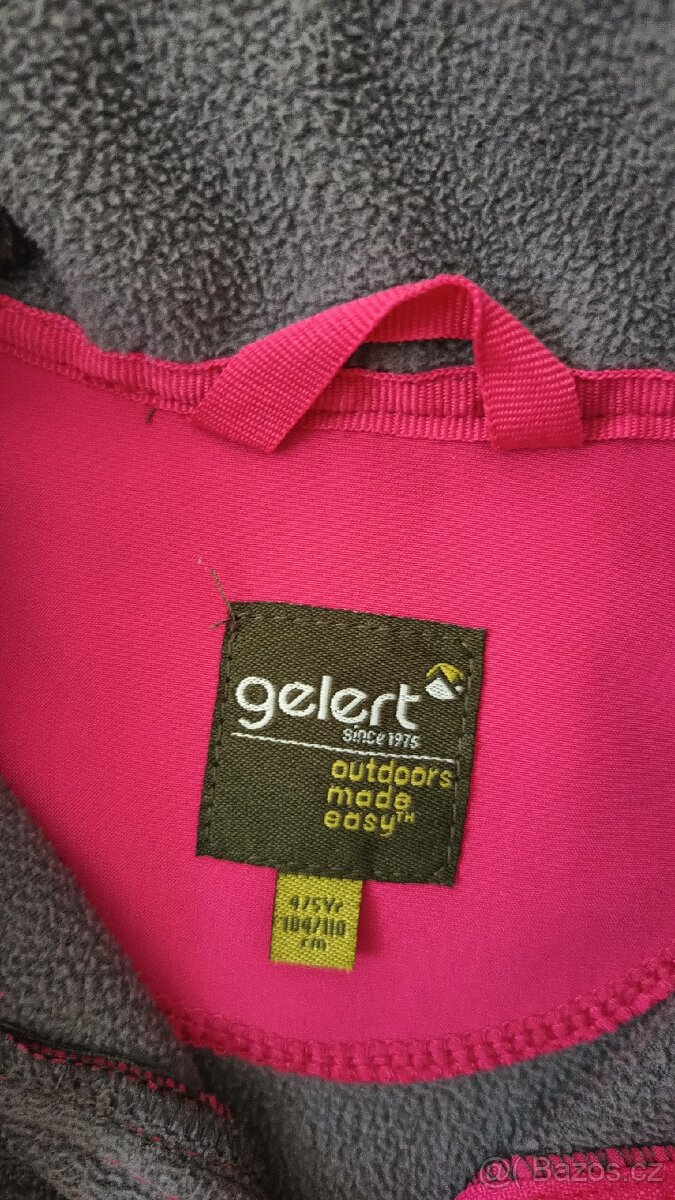 gelert
since 1975
outdoors
made
easy™
4/5Yr
104/110
cm
@ Bazos.cz